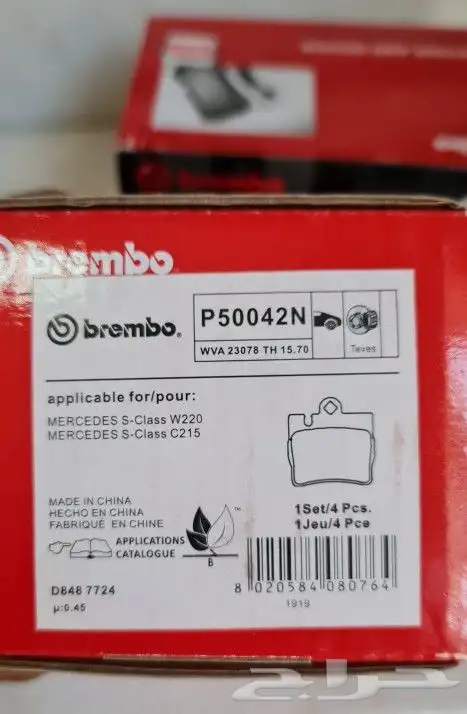 brembo
brembo.
P50042N
WVA 23078 TH 15.70
Teves
applicable for/pour:
MERCEDES S-Class W220
MERCEDES S-Class C215
MADE IN CHINA
HECHO EN CHINA
FABRIQUÉ EN CHINE
1Set/4 Pcs.
1Jeu/4 Pce
APPLICATIONS
CATALOGUE
™
B
D848 7724
µ:0.45
8 020584 080764
1919
حراج